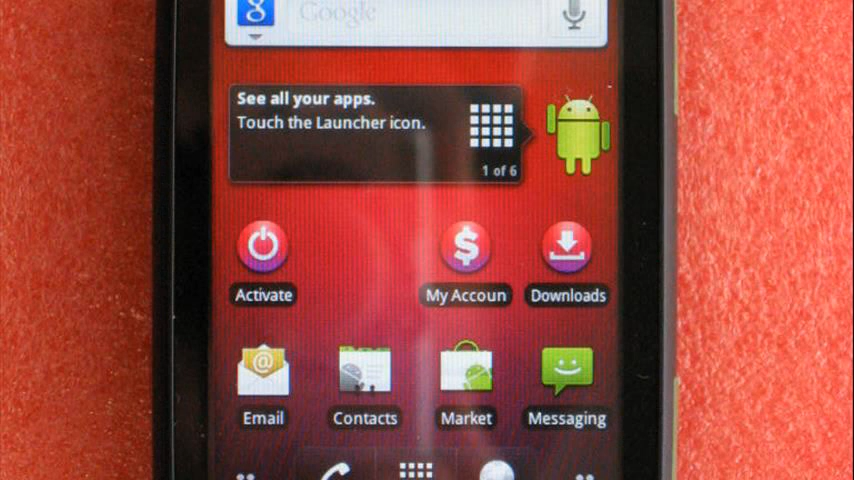 Google
See all your apps.
Touch the Launcher icon.
1 of 6
Activate
My Accoun
Downloads
Email
Contacts
Market
Messaging